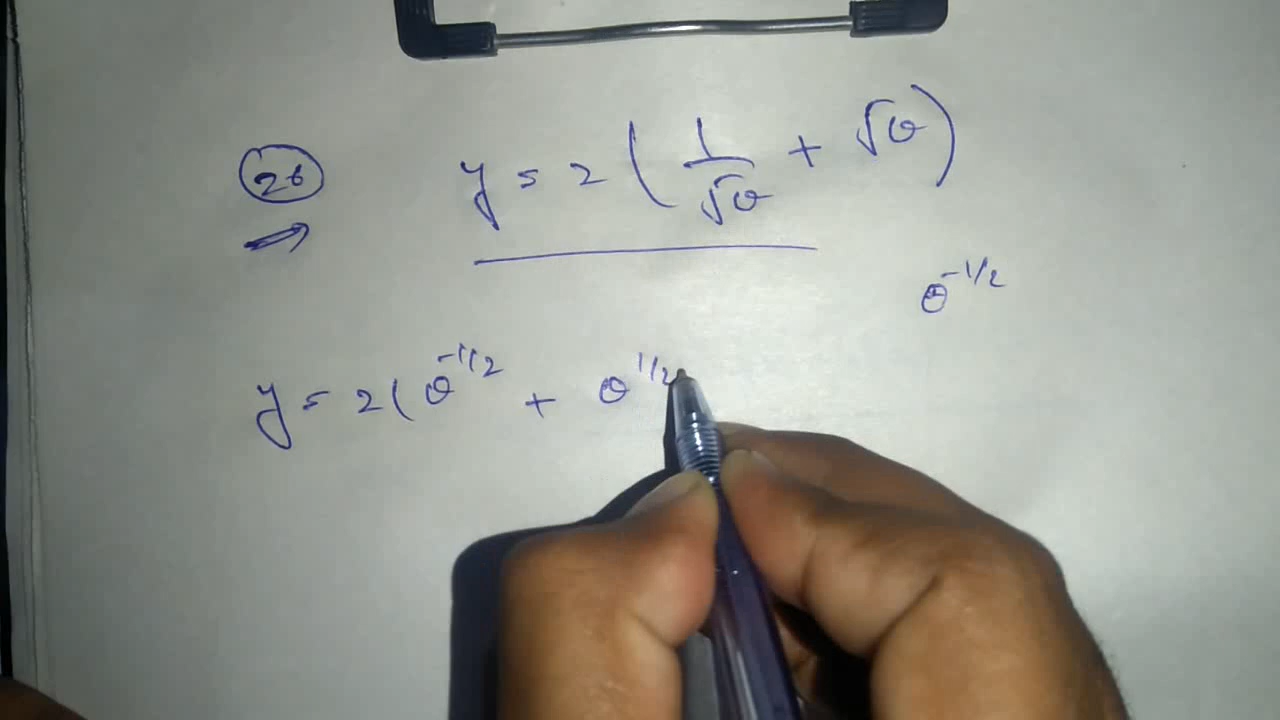 26
y = 2 ( 1/√θ + √θ )
θ^-1/2
y = 2 ( θ^-1/2 + θ^1/2